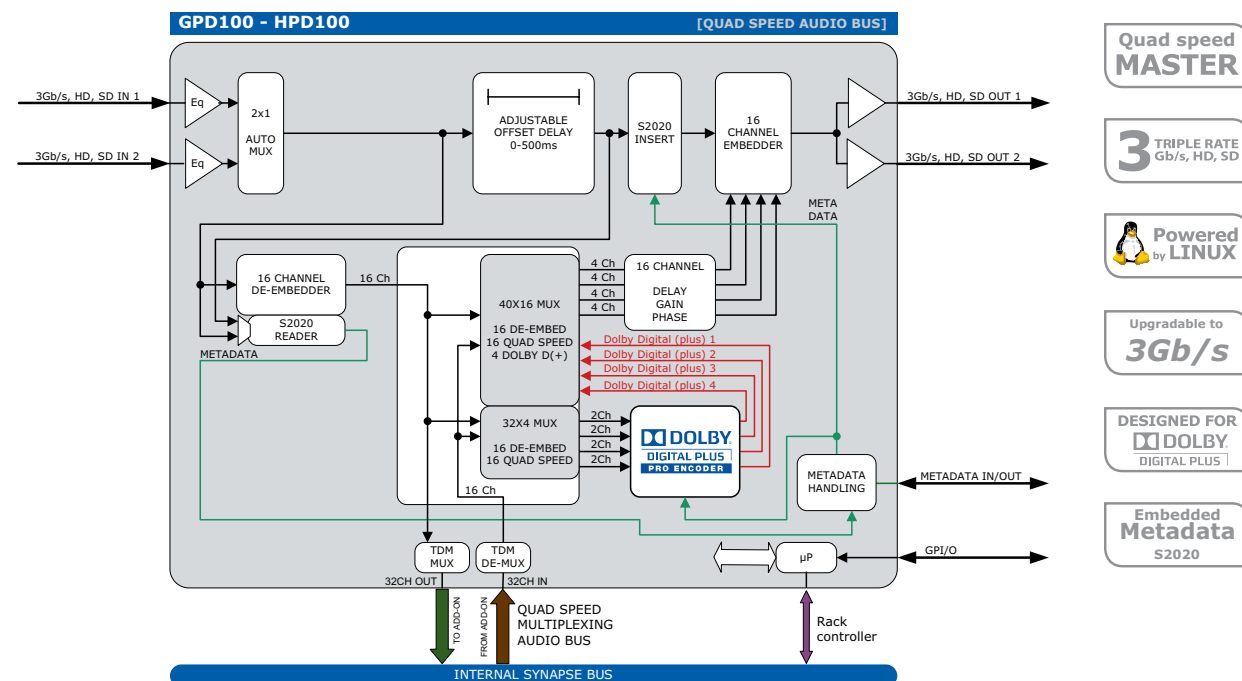 GPD100 - HPD100
[QUAD SPEED AUDIO BUS]
3Gb/s, HD, SD IN 1
Eq
3Gb/s, HD, SD IN 2
Eq
2x1
AUTO
MUX
ADJUSTABLE
OFFSET DELAY
0-500ms
S2020
INSERT
16
CHANNEL
EMBEDDER
3Gb/s, HD, SD OUT 1
3Gb/s, HD, SD OUT 2
META
DATA
16 CHANNEL
DE-EMBEDDER
S2020
READER
METADATA
16 Ch
40X16 MUX
16 DE-EMBED
16 QUAD SPEED
4 DOLBY D(+)
4 Ch
4 Ch
4 Ch
4 Ch
16 CHANNEL
DELAY
GAIN
PHASE
Dolby Digital (plus) 1
Dolby Digital (plus) 2
Dolby Digital (plus) 3
Dolby Digital (plus) 4
32X4 MUX
16 DE-EMBED
16 QUAD SPEED
2Ch
2Ch
2Ch
2Ch
DOLBY
DIGITAL PLUS
PRO ENCODER
16 Ch
METADATA
HANDLING
METADATA IN/OUT
TDM
MUX
TDM
DE-MUX
µP
GPI/O
32CH OUT
32CH IN
TO ADD-ON
FROM ADD-ON
QUAD SPEED
MULTIPLEXING
AUDIO BUS
Rack
controller
INTERNAL SYNAPSE BUS
Quad speed
MASTER
3 TRIPLE RATE
Gb/s, HD, SD
Powered
by LINUX
Upgradable to
3Gb/s
DESIGNED FOR
DOLBY
DIGITAL PLUS
Embedded
Metadata
S2020